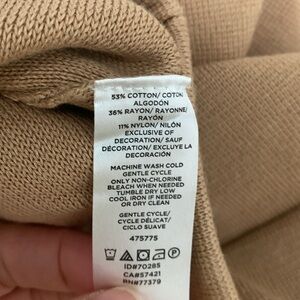 53% COTTON/ COTON
ALGODÓN
36% RAYON/ RAYONNE
RAYÓN
11% NYLON/ NILÓN
EXCLUSIVE OF
DECORATION/ SAUF
DÉCORATION/ EXCLUYE LA
DECORACIÓN
MACHINE WASH COLD
GENTLE CYCLE
ONLY NON-CHLORINE
BLEACH WHEN NEEDED
TUMBLE DRY LOW
COOL IRON IF NEEDED
OR DRY CLEAN
GENTLE CYCLE/
CYCLE DÉLICAT/
CICLO SUAVE
475775
ID#70285
CA#57421
RN#77379